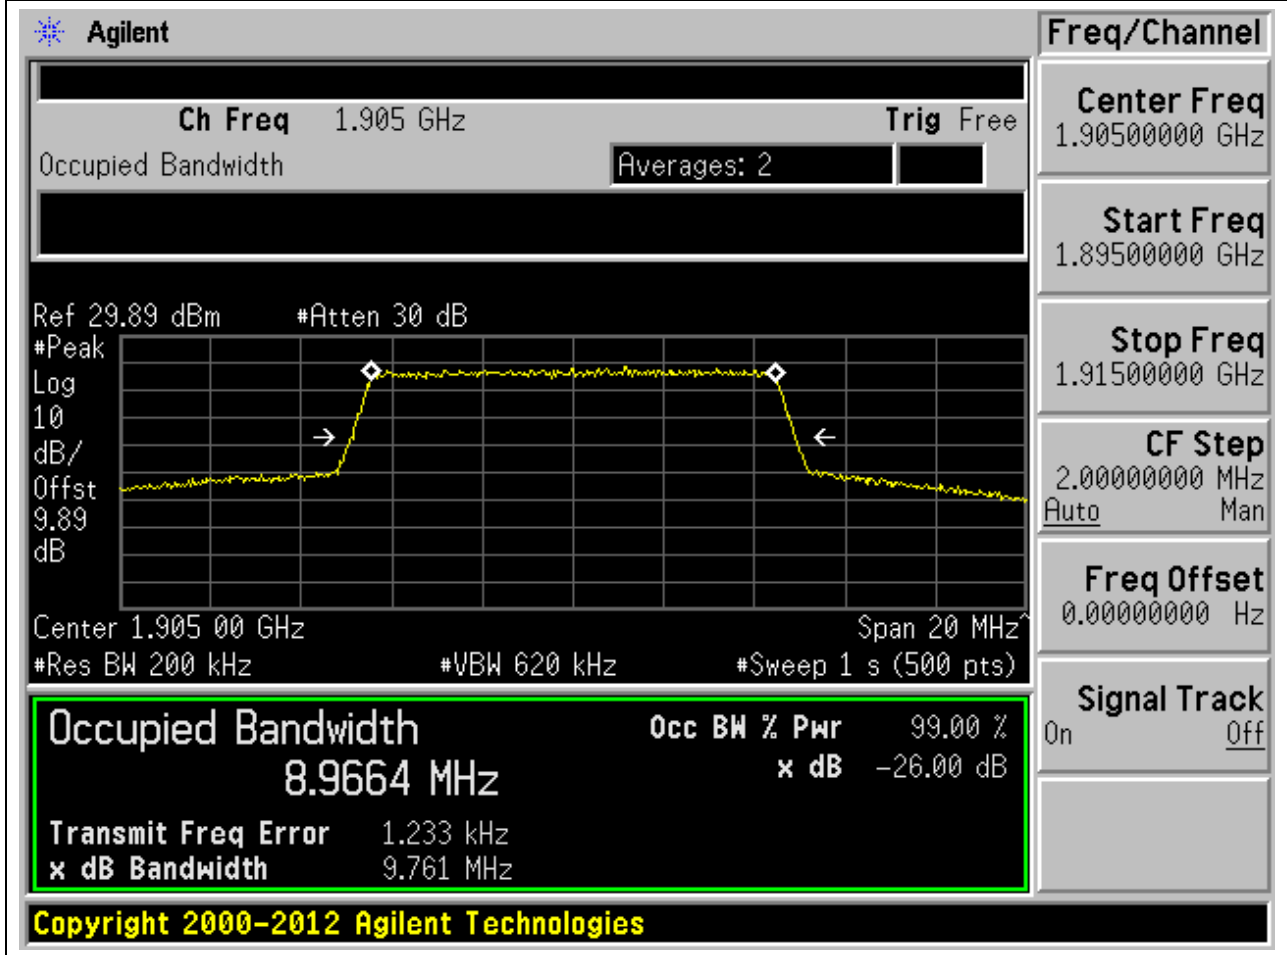 Agilent
Freq/Channel
Ch Freq 1.905 GHz Trig Free
Occupied Bandwidth Averages: 2
Center Freq
1.90500000 GHz
Start Freq
1.89500000 GHz
Stop Freq
1.91500000 GHz
CF Step
2.00000000 MHz
Auto Man
Freq Offset
0.00000000 Hz
Signal Track
On Off
Ref 29.89 dBm #Atten 30 dB
#Peak
Log
10
dB/
Offst
9.89
dB
Center 1.905 00 GHz Span 20 MHz^
#Res BW 200 kHz #VBW 620 kHz #Sweep 1 s (500 pts)
Occupied Bandwidth
8.9664 MHz
Occ BW % Pwr 99.00 %
x dB -26.00 dB
Transmit Freq Error 1.233 kHz
x dB Bandwidth 9.761 MHz
Copyright 2000-2012 Agilent Technologies